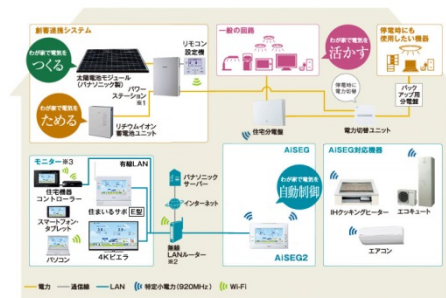 創蓄連携システム
わが家で電気を
つくる
太陽電池モジュール
(パナソニック製)
リモコン
設定機
パワー
ステーション
※1
わが家で電気を
ためる
リチウムイオン
蓄電池ユニット
一般の回路
わが家で電気を
活かす
停電時にも
使用したい機器
停電時に
電力切替
住宅分電盤
電力切替ユニット
バック
アップ用
分電盤
モニター※3
有線LAN
住宅機器
コントローラー
スマートフォン・
タブレット
パソコン
住まいるサポ
E型
4Kビエラ
パナソニック
サーバー
インターネット
無線
LANルーター
※2
AiSEG
わが家で電気を
自動制御
AiSEG2
AiSEG対応機器
IHクッキングヒーター
エコキュート
エアコン
電力
通信線
LAN
特定小電力(920MHz)
Wi-Fi